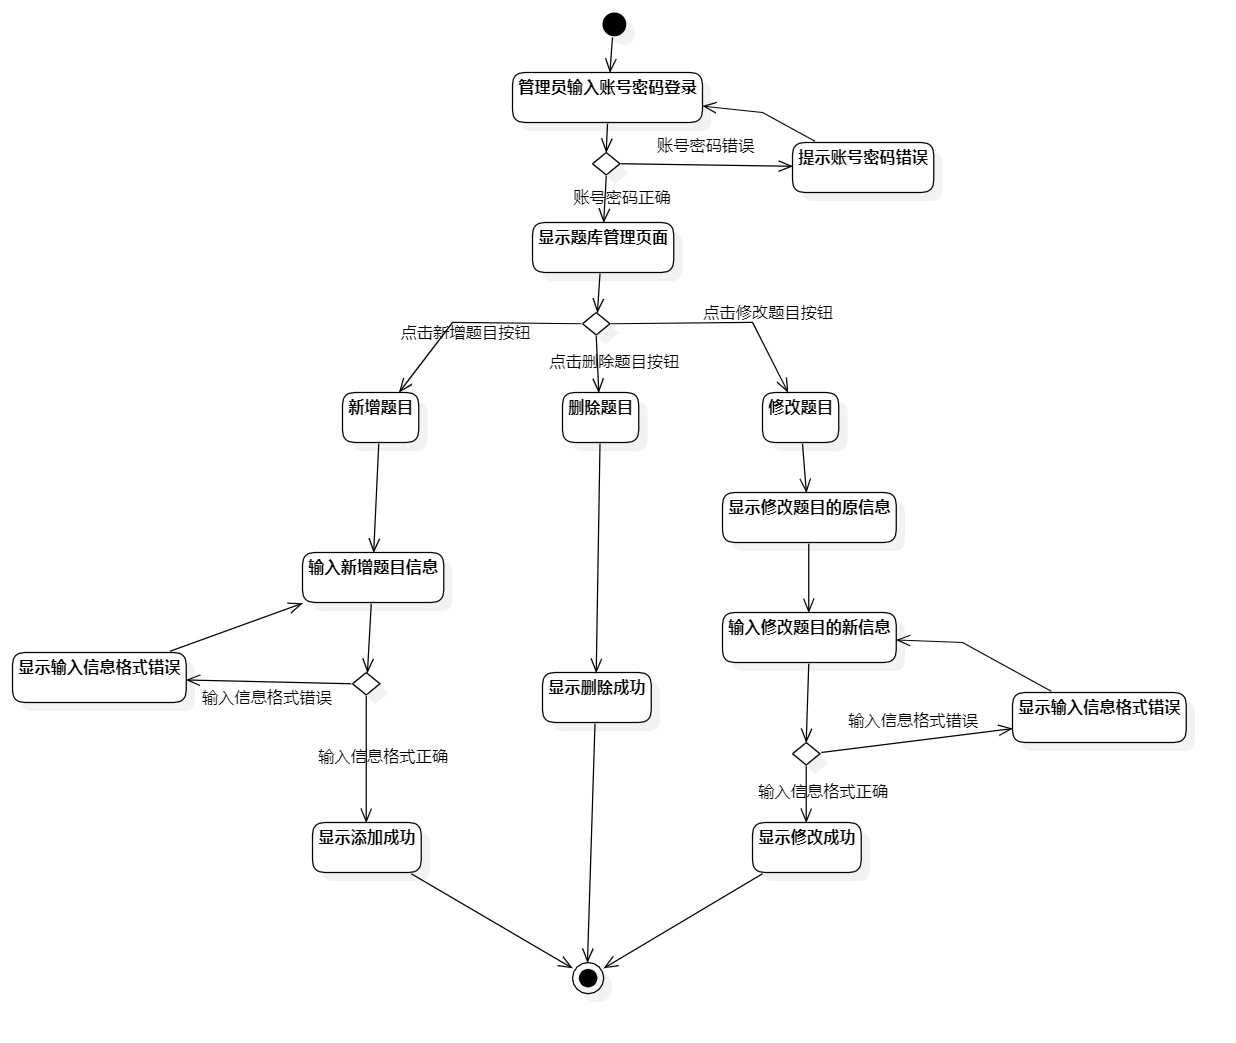 管理员输入账号密码登录
账号密码错误
提示账号密码错误
账号密码正确
显示题库管理页面
点击修改题目按钮
点击新增题目按钮
点击删除题目按钮
新增题目
删除题目
修改题目
显示修改题目的原信息
输入新增题目信息
输入修改题目的新信息
显示输入信息格式错误
输入信息格式错误
显示删除成功
显示输入信息格式错误
输入信息格式错误
输入信息格式正确
输入信息格式正确
显示添加成功
显示修改成功